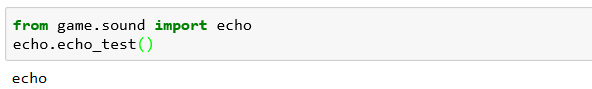 from game.sound import echo
echo.echo_test()
echo